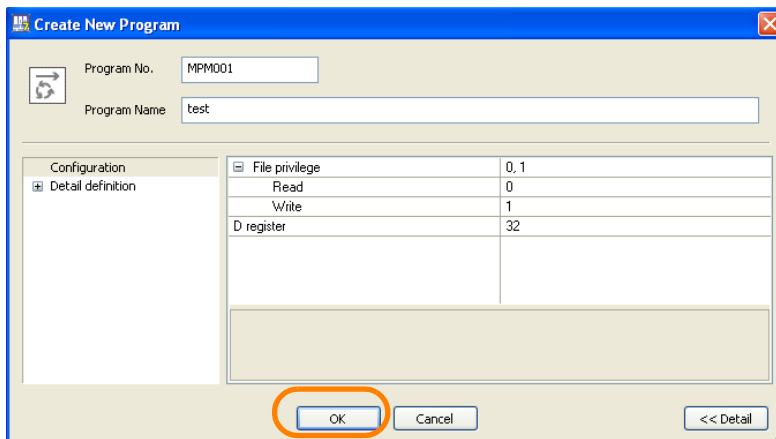 Create New Program
Program No. MPM001
Program Name test
Configuration
Detail definition
File privilege 0, 1
Read 0
Write 1
D register 32
OK Cancel << Detail